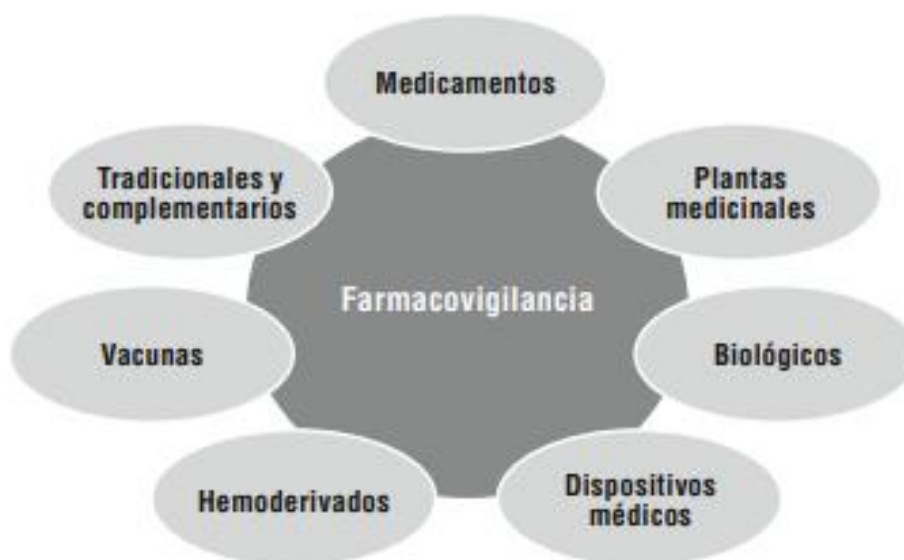 Medicamentos
Tradicionales y
complementarios
Plantas
medicinales
Farmacovigilancia
Vacunas
Biológicos
Hemoderivados
Dispositivos
médicos